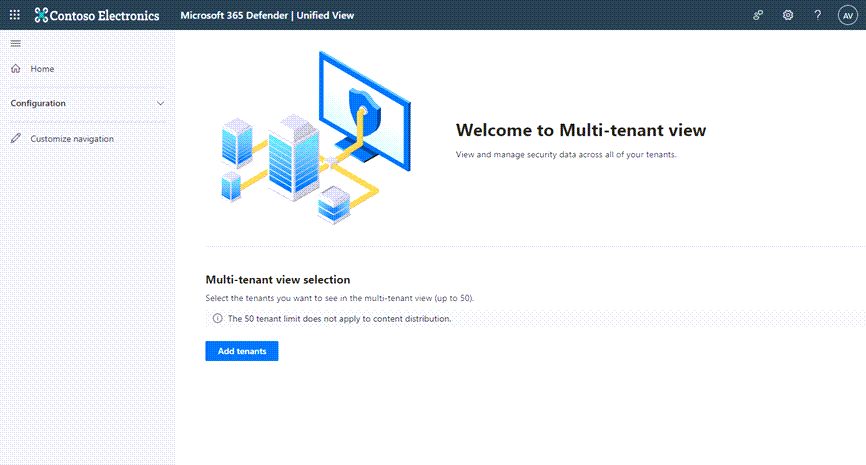 Contoso Electronics
Microsoft 365 Defender | Unified View
?
AV
Home
Configuration
Customize navigation
Welcome to Multi-tenant view
View and manage security data across all of your tenants.
Multi-tenant view selection
Select the tenants you want to see in the multi-tenant view (up to 50).
The 50 tenant limit does not apply to content distribution.
Add tenants